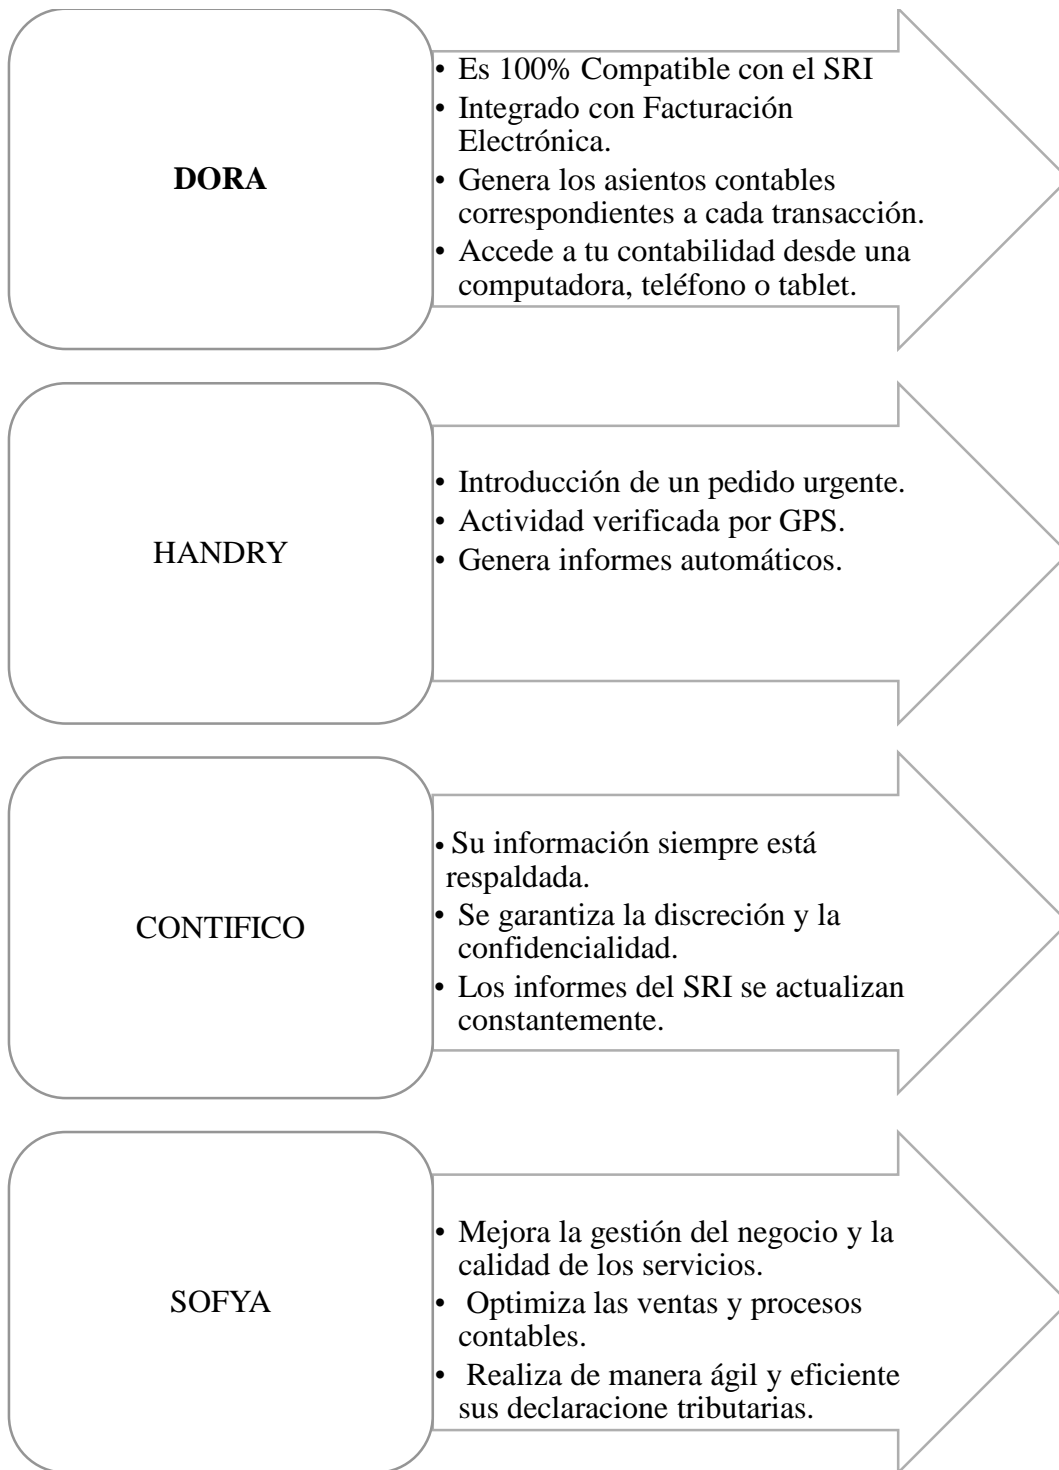 DORA
• Es 100% Compatible con el SRI
• Integrado con Facturación
Electrónica.
• Genera los asientos contables
correspondientes a cada transacción.
• Accede a tu contabilidad desde una
computadora, teléfono o tablet.
HANDRY
• Introducción de un pedido urgente.
• Actividad verificada por GPS.
• Genera informes automáticos.
CONTIFICO
• Su información siempre está
respaldada.
• Se garantiza la discreción y la
confidencialidad.
• Los informes del SRI se actualizan
constantemente.
SOFYA
• Mejora la gestión del negocio y la
calidad de los servicios.
• Optimiza las ventas y procesos
contables.
• Realiza de manera ágil y eficiente
sus declaracione tributarias.